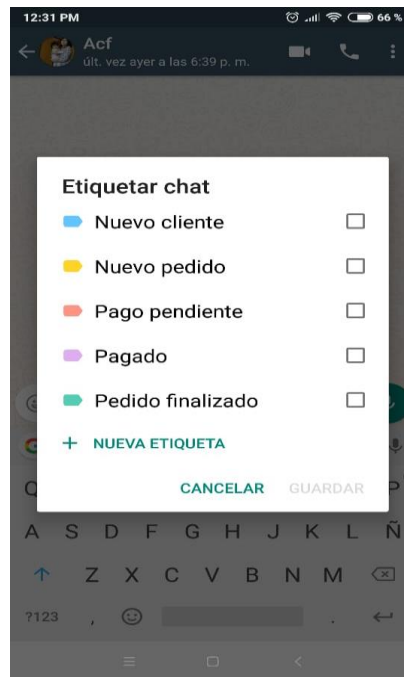 12:31 PM
66 %
Acf
últ. vez ayer a las 6:39 p. m.
Etiquetar chat
Nuevo cliente
Nuevo pedido
Pago pendiente
Pagado
Pedido finalizado
+ NUEVA ETIQUETA
CANCELAR GUARDAR
Q P
A S D F G H J K L Ñ
Z X C V B N M
?123 , .